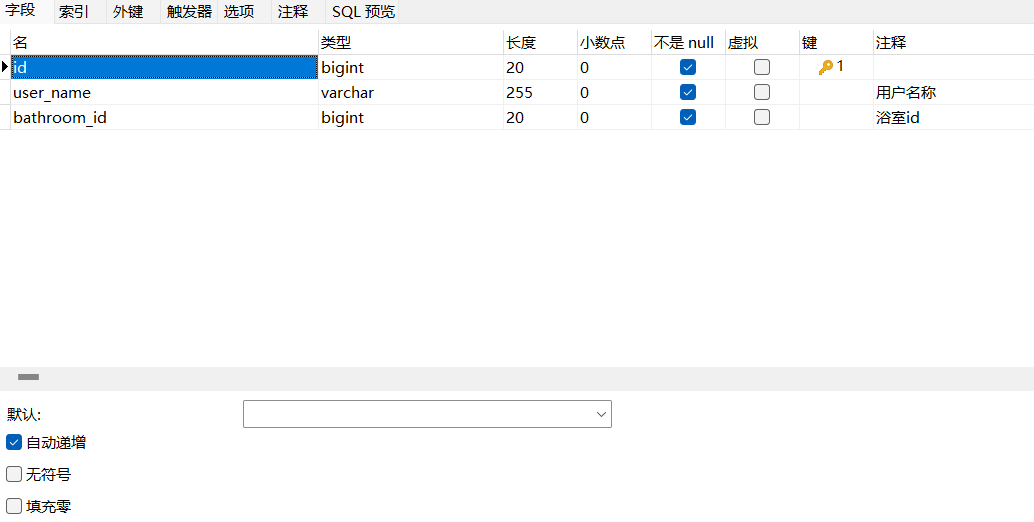 字段 索引 外键 触发器 选项 注释 SQL 预览
名 类型 长度 小数点 不是 null 虚拟 键 注释
id bigint 20 0 1
user_name varchar 255 0 用户名称
bathroom_id bigint 20 0 浴室id
默认:
自动递增
无符号
填充零